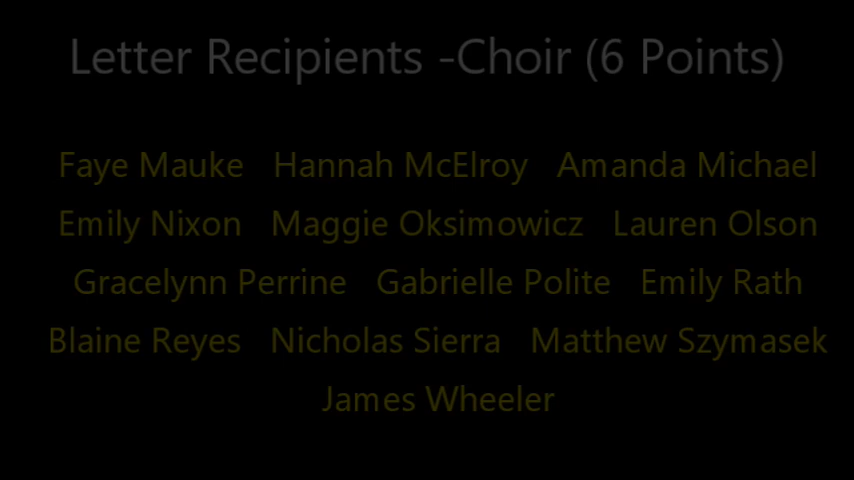 Letter Recipients -Choir (6 Points)
Faye Mauke Hannah McElroy Amanda Michael
Emily Nixon Maggie Oksimowicz Lauren Olson
Gracelynn Perrine Gabrielle Polite Emily Rath
Blaine Reyes Nicholas Sierra Matthew Szymasek
James Wheeler